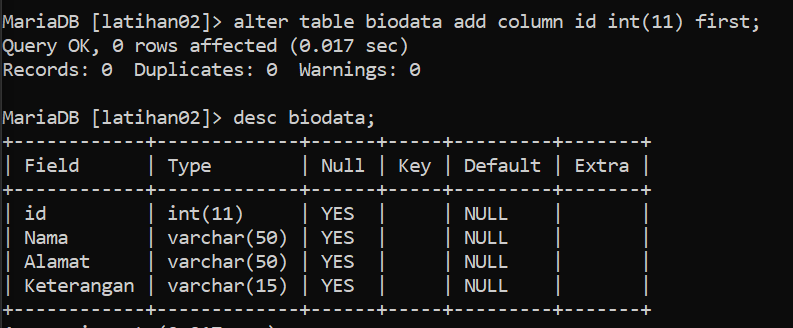 MariaDB [latihan02]> alter table biodata add column id int(11) first;
Query OK, 0 rows affected (0.017 sec)
Records: 0  Duplicates: 0  Warnings: 0

MariaDB [latihan02]> desc biodata;
+------------+-------------+------+-----+---------+-------+
| Field      | Type        | Null | Key | Default | Extra |
+------------+-------------+------+-----+---------+-------+
| id         | int(11)     | YES  |     | NULL    |       |
| Nama       | varchar(50) | YES  |     | NULL    |       |
| Alamat     | varchar(50) | YES  |     | NULL    |       |
| Keterangan | varchar(15) | YES  |     | NULL    |       |
+------------+-------------+------+-----+---------+-------+